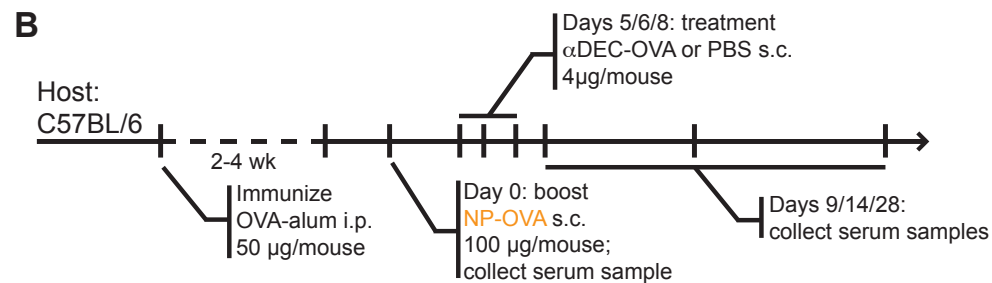 B
Host:
C57BL/6
2-4 wk
Immunize
OVA-alum i.p.
50 μg/mouse
Days 5/6/8: treatment
αDEC-OVA or PBS s.c.
4μg/mouse
Day 0: boost
NP-OVA s.c.
100 μg/mouse;
collect serum sample
Days 9/14/28:
collect serum samples